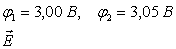 φ₁ = 3,00 В,   φ₂ = 3,05 В
E⃗